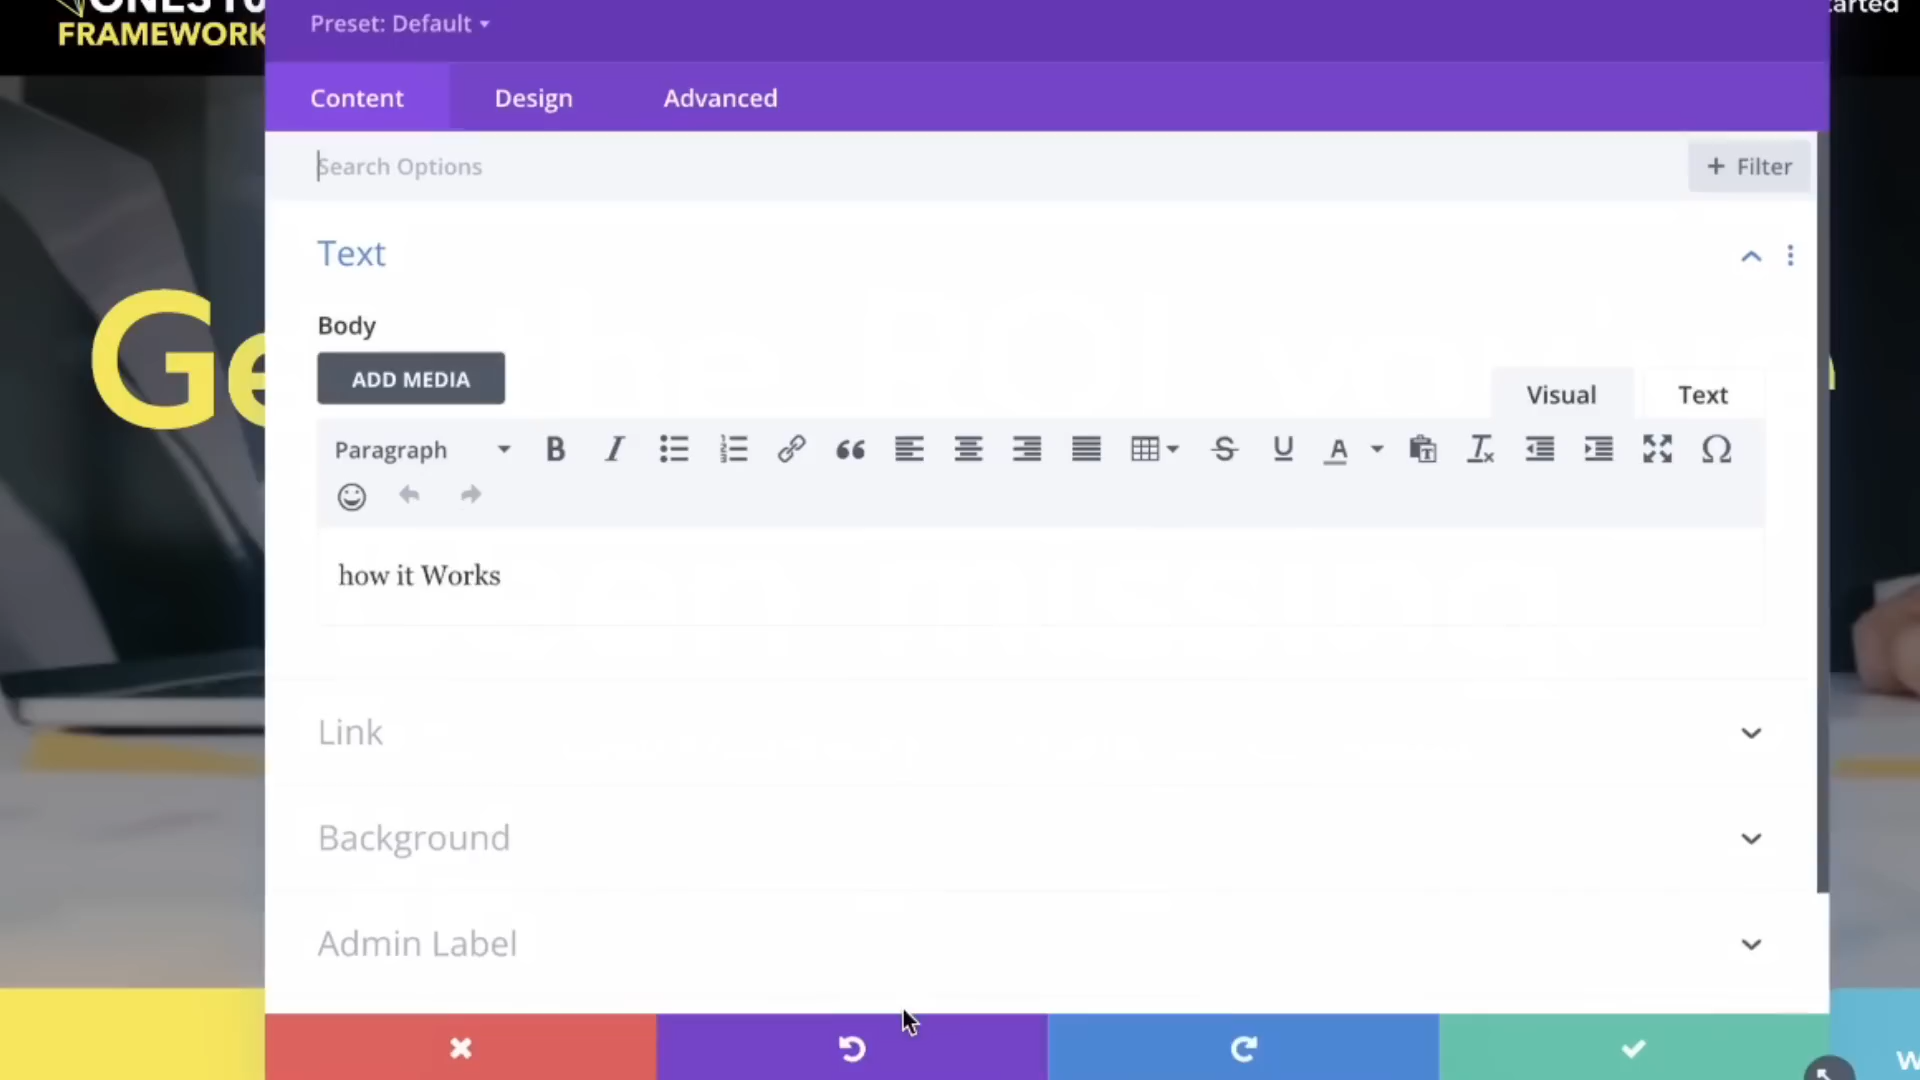 FRAMEWORK
Preset: Default
Content
Design
Advanced
Search Options
+ Filter
Text
Body
ADD MEDIA
Visual
Text
Paragraph
how it Works
Link
Background
Admin Label
Ge